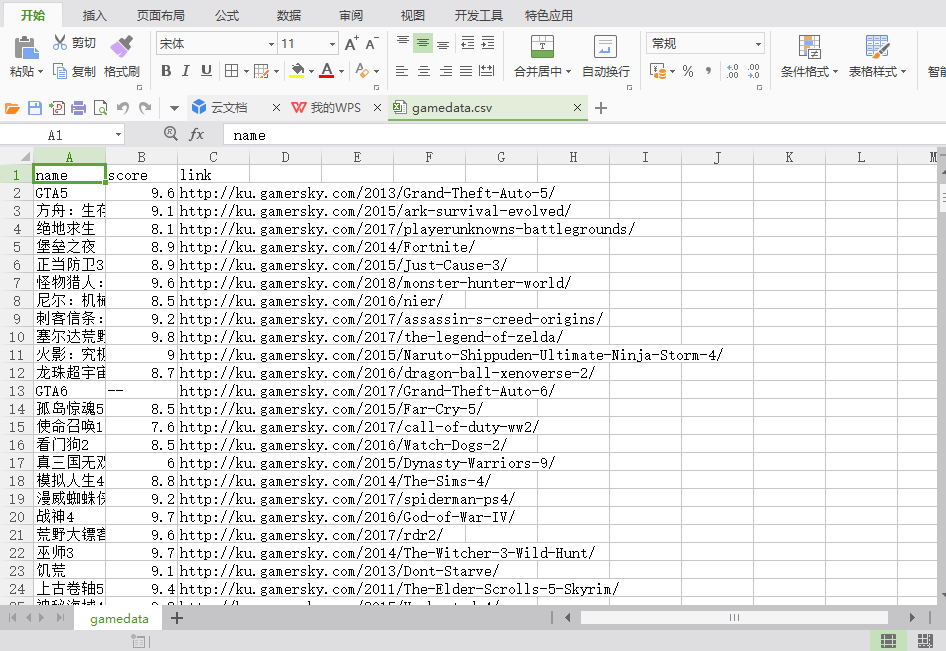 开始 插入 页面布局 公式 数据 审阅 视图 开发工具 特色应用
剪切 宋体 11 A+ A- 常规
粘贴 复制 格式刷 B I U A 合并居中 自动换行 % 条件格式 表格样式 智能
云文档 我的WPS gamedata.csv
A1 fx name
A B C D E F G H I J K L M
1 name score link
2 GTA5 9.6 http://ku.gamersky.com/2013/Grand-Theft-Auto-5/
3 方舟：生存 9.1 http://ku.gamersky.com/2015/ark-survival-evolved/
4 绝地求生 8.1 http://ku.gamersky.com/2017/playerunknowns-battlegrounds/
5 堡垒之夜 8.9 http://ku.gamersky.com/2014/Fortnite/
6 正当防卫3 8.9 http://ku.gamersky.com/2015/Just-Cause-3/
7 怪物猎人： 9.6 http://ku.gamersky.com/2018/monster-hunter-world/
8 尼尔：机械 8.5 http://ku.gamersky.com/2016/nier/
9 刺客信条： 9.2 http://ku.gamersky.com/2017/assassin-s-creed-origins/
10 塞尔达荒野 9.8 http://ku.gamersky.com/2017/the-legend-of-zelda/
11 火影：究极 9 http://ku.gamersky.com/2015/Naruto-Shippuden-Ultimate-Ninja-Storm-4/
12 龙珠超宇宙 8.7 http://ku.gamersky.com/2016/dragon-ball-xenoverse-2/
13 GTA6 -- http://ku.gamersky.com/2017/Grand-Theft-Auto-6/
14 孤岛惊魂5 8.5 http://ku.gamersky.com/2015/Far-Cry-5/
15 使命召唤1 7.6 http://ku.gamersky.com/2017/call-of-duty-ww2/
16 看门狗2 8.5 http://ku.gamersky.com/2016/Watch-Dogs-2/
17 真三国无双 6 http://ku.gamersky.com/2015/Dynasty-Warriors-9/
18 模拟人生4 8.8 http://ku.gamersky.com/2014/The-Sims-4/
19 漫威蜘蛛侠 9.2 http://ku.gamersky.com/2017/spiderman-ps4/
20 战神4 9.7 http://ku.gamersky.com/2016/God-of-War-IV/
21 荒野大镖客 9.6 http://ku.gamersky.com/2017/rdr2/
22 巫师3 9.7 http://ku.gamersky.com/2014/The-Witcher-3-Wild-Hunt/
23 饥荒 9.1 http://ku.gamersky.com/2013/Dont-Starve/
24 上古卷轴5 9.4 http://ku.gamersky.com/2011/The-Elder-Scrolls-5-Skyrim/
gamedata